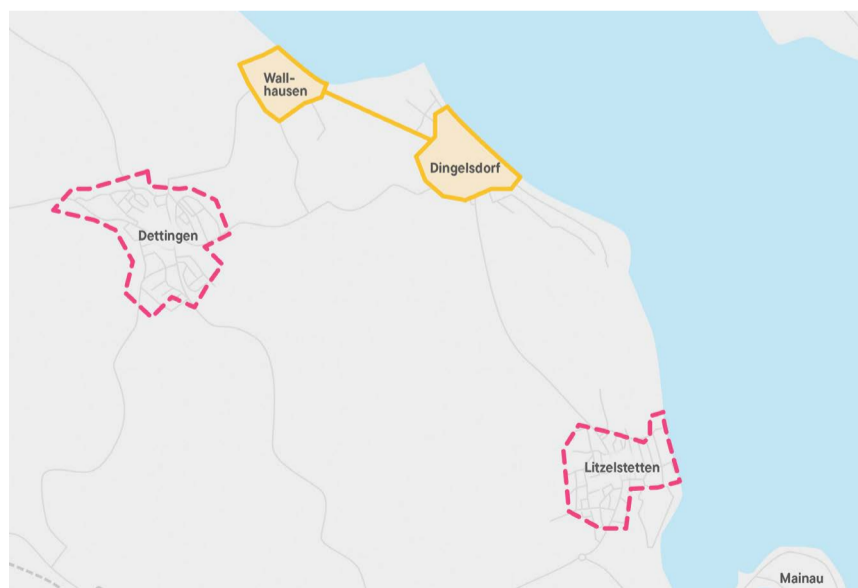 Wall-
hausen
Dingelsdorf
Dettingen
Litzelstetten
Mainau